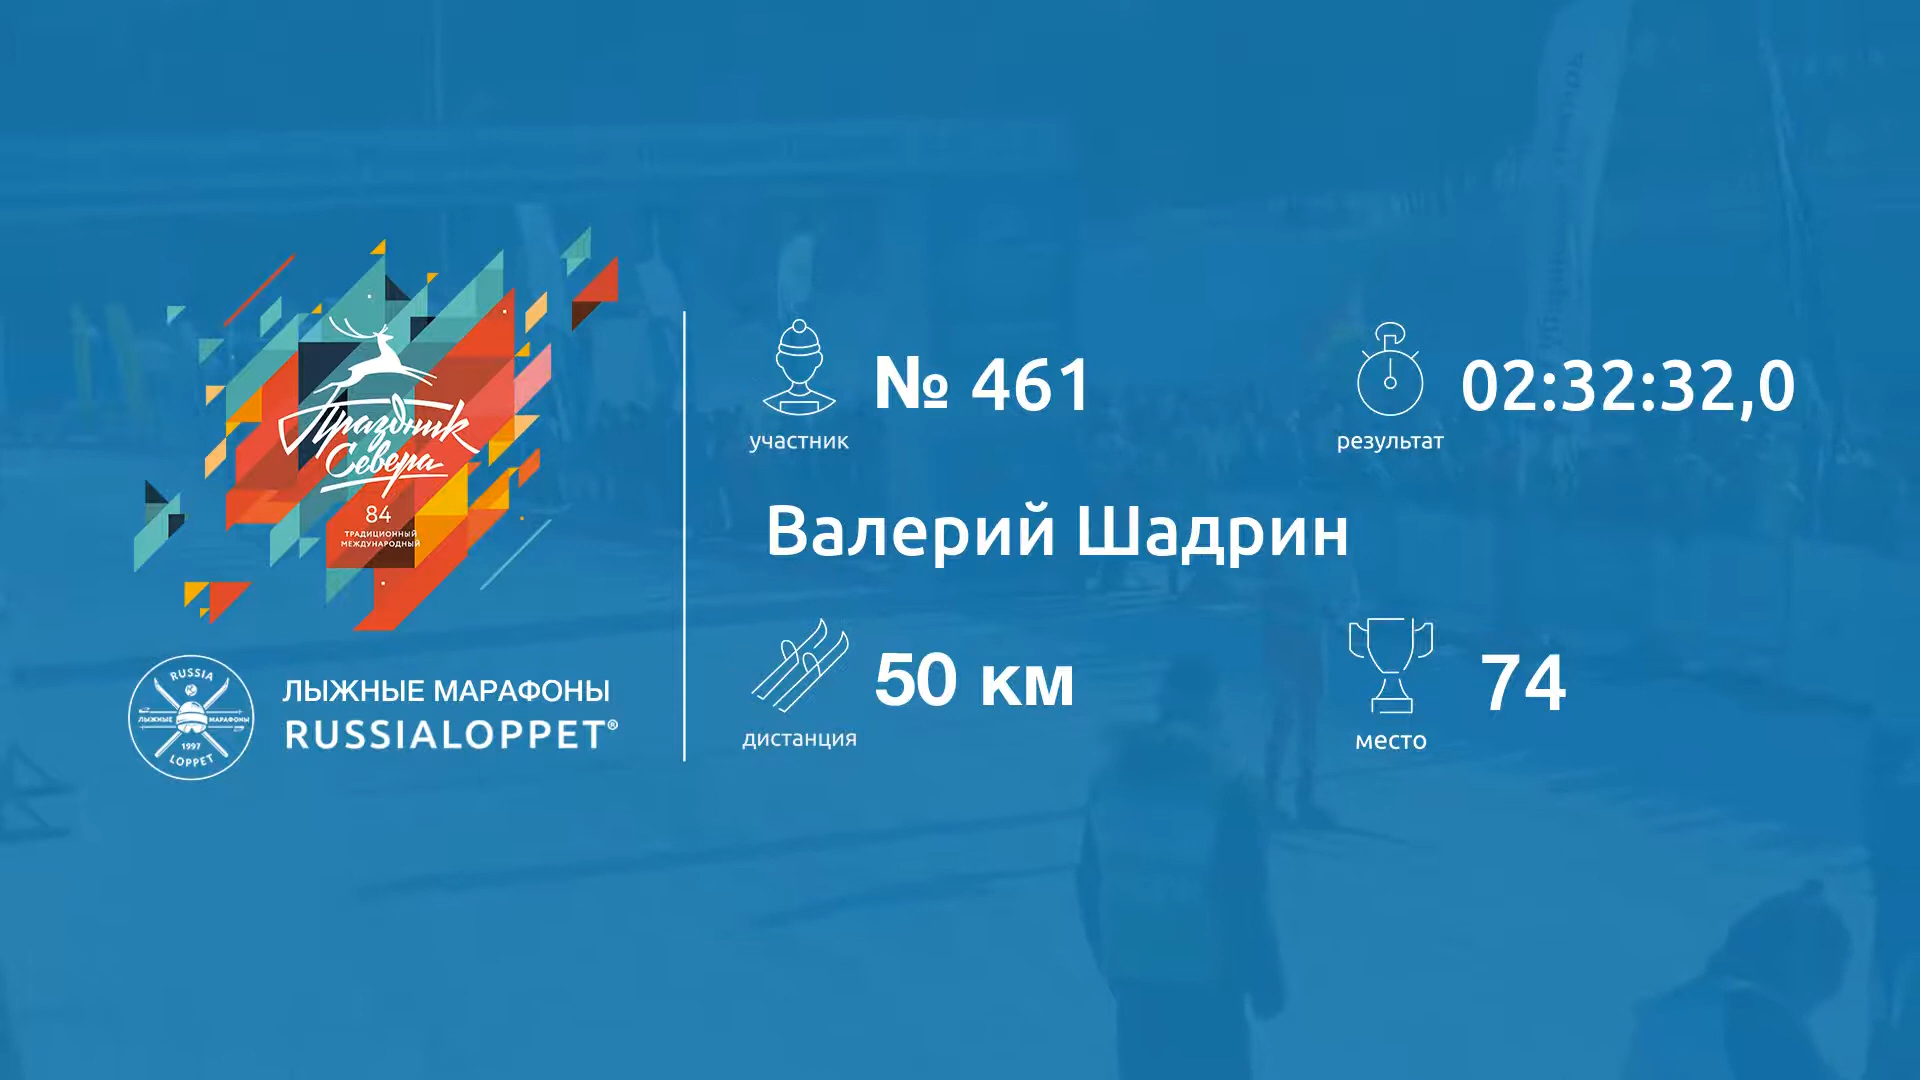 Праздник
Севера
84
ТРАДИЦИОННЫЙ
МЕЖДУНАРОДНЫЙ
RUSSIA
ЛЫЖНЫЕ МАРАФОНЫ
1997
LOPPET
ЛЫЖНЫЕ МАРАФОНЫ
RUSSIALOPPET®
№ 461
участник
02:32:32,0
результат
Валерий Шадрин
50 км
дистанция
74
место